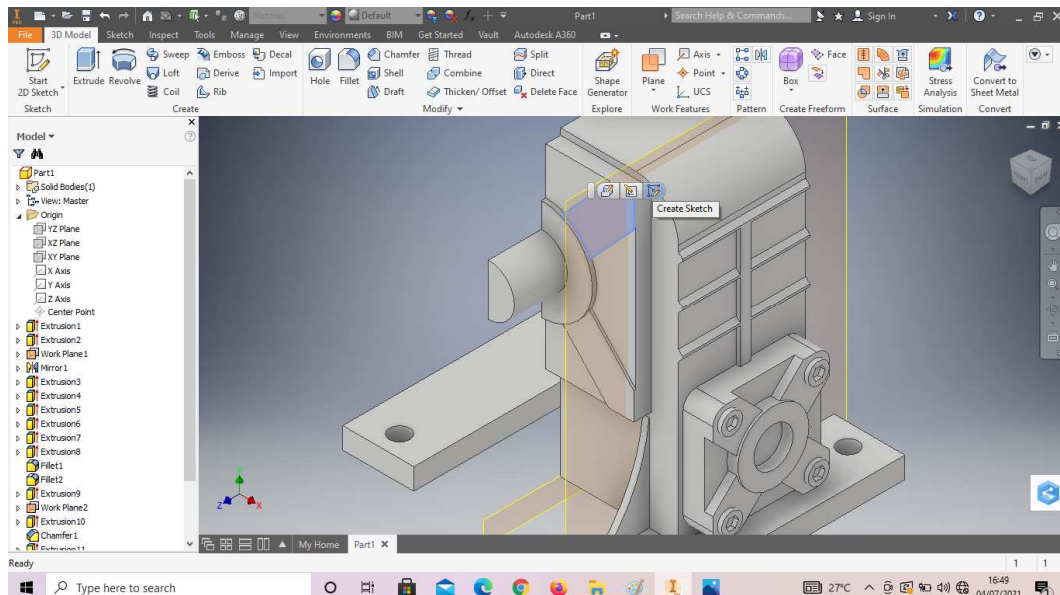 PRO
Material
Default
Part1
Search Help & Commands...
Sign In
File 3D Model Sketch Inspect Tools Manage View Environments BIM Get Started Vault Autodesk A360
Start
2D Sketch
Extrude Revolve
Sweep Emboss Decal
Loft Derive Import
Coil Rib
Hole Fillet
Chamfer Thread Split
Shell Combine Direct
Draft Thicken/ Offset Delete Face
Shape
Generator
Plane
Axis
Point
UCS
Box
Face
Stress
Analysis
Convert to
Sheet Metal
Sketch Create Modify Explore Work Features Pattern Create Freeform Surface Simulation Convert
Model
Part1
Solid Bodies(1)
View: Master
Origin
YZ Plane
XZ Plane
XY Plane
X Axis
Y Axis
Z Axis
Center Point
Extrusion1
Extrusion2
Work Plane1
Mirror1
Extrusion3
Extrusion4
Extrusion5
Extrusion6
Extrusion7
Extrusion8
Fillet1
Fillet2
Extrusion9
Work Plane2
Extrusion10
Chamfer1
Extrusion11
Create Sketch
Z
X
My Home Part1
Ready
1 1
Type here to search
27°C
16:49
04/07/2021